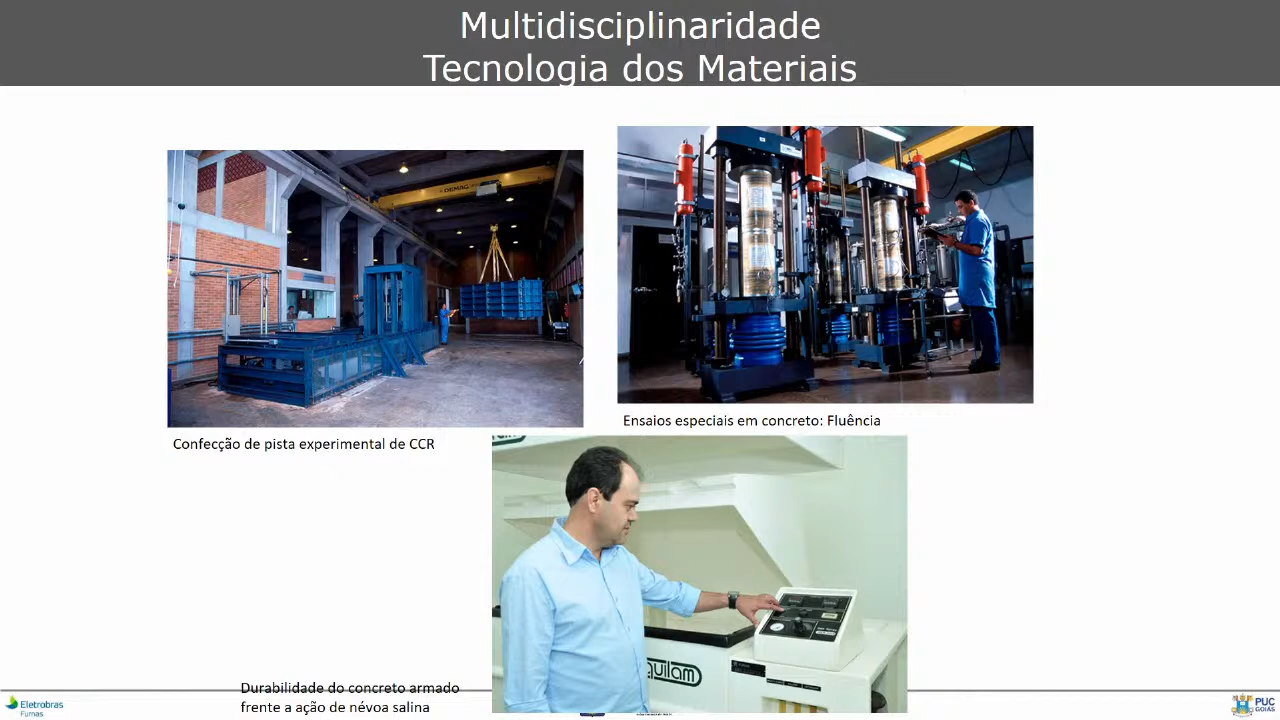 Multidisciplinaridade
Tecnologia dos Materiais
DEMAG
Ensaios especiais em concreto: Fluência
Confecção de pista experimental de CCR
quilam
Durabilidade do concreto armado
frente a ação de névoa salina
Eletrobras
Furnas
PUC
GOIÁS